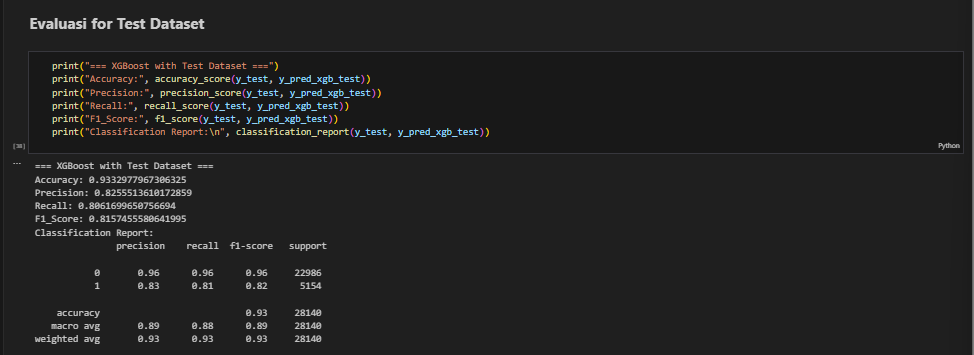 Evaluasi for Test Dataset
print("=== XGBoost with Test Dataset ===")
print("Accuracy:", accuracy_score(y_test, y_pred_xgb_test))
print("Precision:", precision_score(y_test, y_pred_xgb_test))
print("Recall:", recall_score(y_test, y_pred_xgb_test))
print("F1_Score:", f1_score(y_test, y_pred_xgb_test))
print("Classification Report:\n", classification_report(y_test, y_pred_xgb_test))
Python
... === XGBoost with Test Dataset ===
Accuracy: 0.9332977967306325
Precision: 0.8255513610172859
Recall: 0.8061699650756694
F1_Score: 0.8157455580641995
Classification Report:
precision recall f1-score support
0 0.96 0.96 0.96 22986
1 0.83 0.81 0.82 5154
accuracy 0.93 28140
macro avg 0.89 0.88 0.89 28140
weighted avg 0.93 0.93 0.93 28140